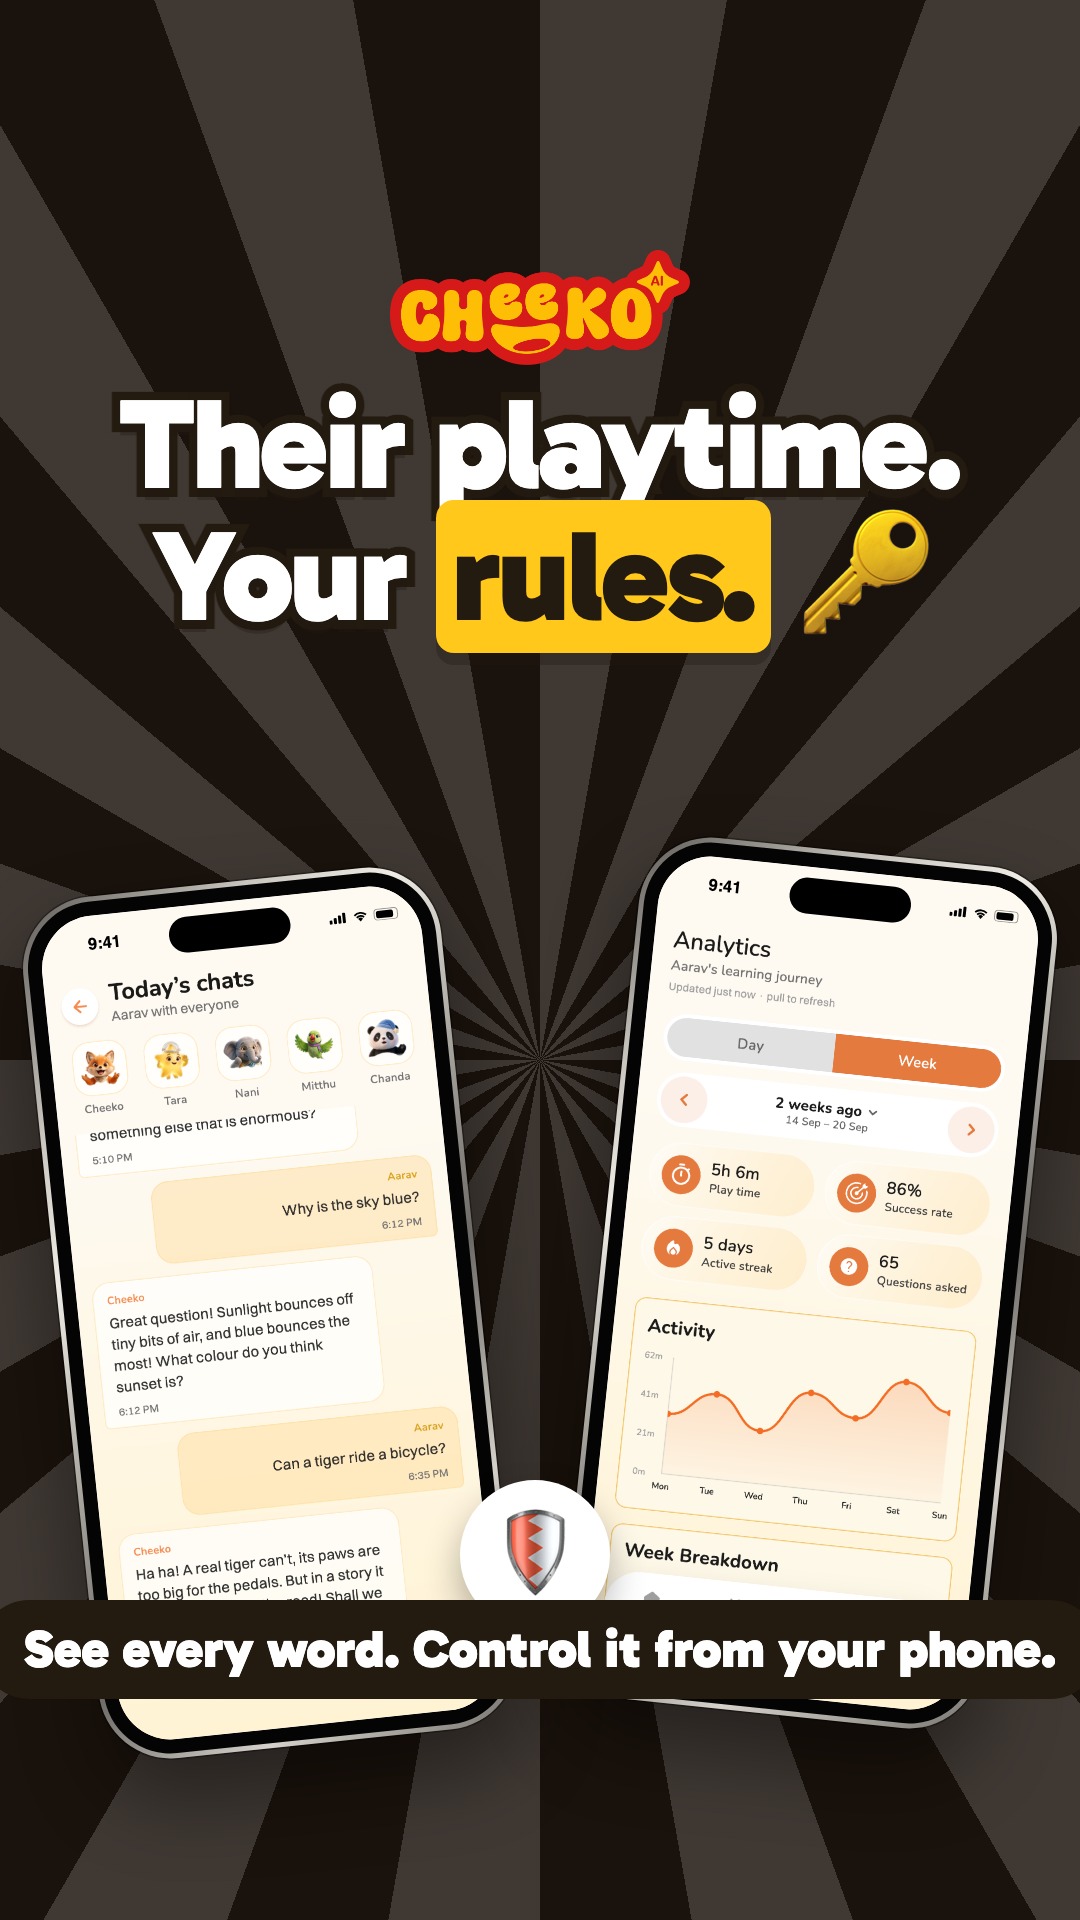 CHEEKO AI
Their playtime.
Your rules.
9:41
Today's chats
Aarav with everyone
Cheeko
Tara
Nani
Mitthu
Chanda
something else that is enormous?
5:10 PM
Aarav
Why is the sky blue?
6:12 PM
Cheeko
Great question! Sunlight bounces off
tiny bits of air, and blue bounces the
most! What colour do you think
sunset is?
6:12 PM
Aarav
Can a tiger ride a bicycle?
6:35 PM
Cheeko
Ha ha! A real tiger can't, its paws are
too big for the pedals. But in a story it
Shall we
9:41
Analytics
Aarav's learning journey
Updated just now · pull to refresh
Day
Week
2 weeks ago
14 Sep – 20 Sep
5h 6m
Play time
86%
Success rate
5 days
Active streak
65
Questions asked
Activity
62m
41m
21m
0m
Mon Tue Wed Thu Fri Sat Sun
Week Breakdown
See every word. Control it from your phone.